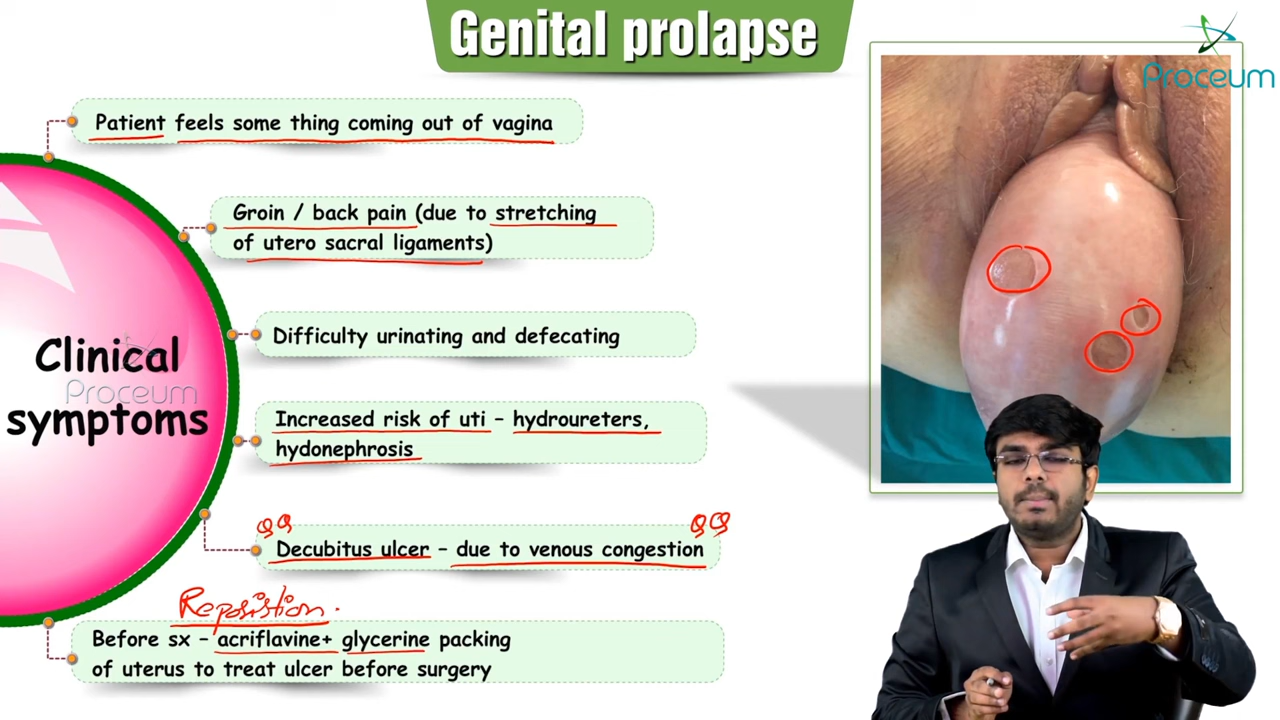 Genital prolapse
Proceum
Patient feels some thing coming out of vagina
Groin / back pain (due to stretching
of utero sacral ligaments)
Difficulty urinating and defecating
Clinical
symptoms
Proceum
Increased risk of uti – hydroureters,
hydonephrosis
QQ QQ
Decubitus ulcer – due to venous congestion
Reposistion.
Before sx – acriflavine+ glycerine packing
of uterus to treat ulcer before surgery